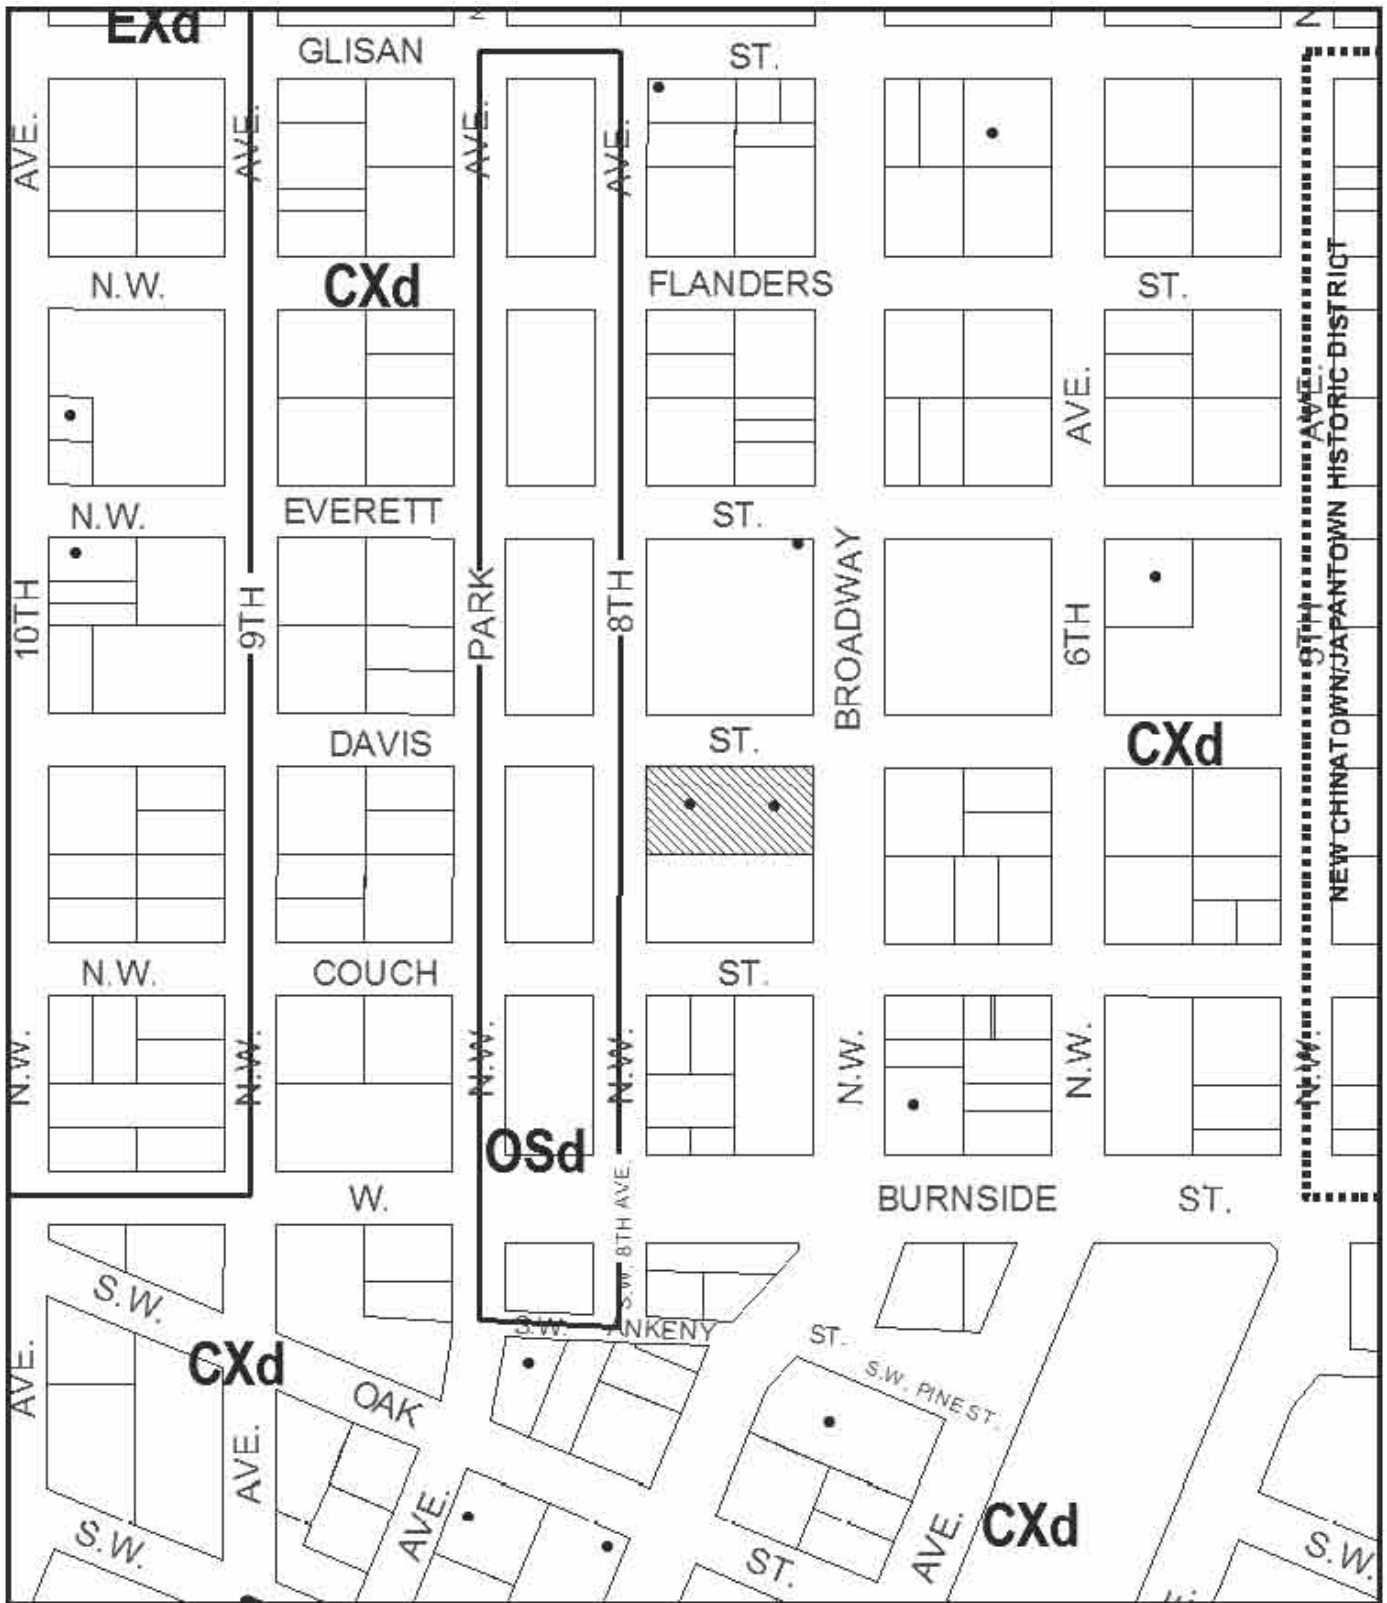 EXd
GLISAN
ST.
AVE.
AVE.
AVE.
AVE.
N.W.
CXd
FLANDERS
ST.
AVE.
AVE.
NEW CHINATOWN/JAPANTOWN HISTORIC DISTRICT
N.W.
EVERETT
ST.
10TH
9TH
PARK
8TH
BROADWAY
6TH
5TH
DAVIS
ST.
CXd
N.W.
COUCH
ST.
N.W.
N.W.
N.W.
N.W.
N.W.
N.W.
N.W.
OSd
W.
BURNSIDE
ST.
S.W. 8TH AVE.
S.W.
S.W.
ANKENY
ST.
AVE.
CXd
OAK
S.W. PINE ST.
AVE.
AVE.
AVE.
CXd
S.W.
ST.
S.W.